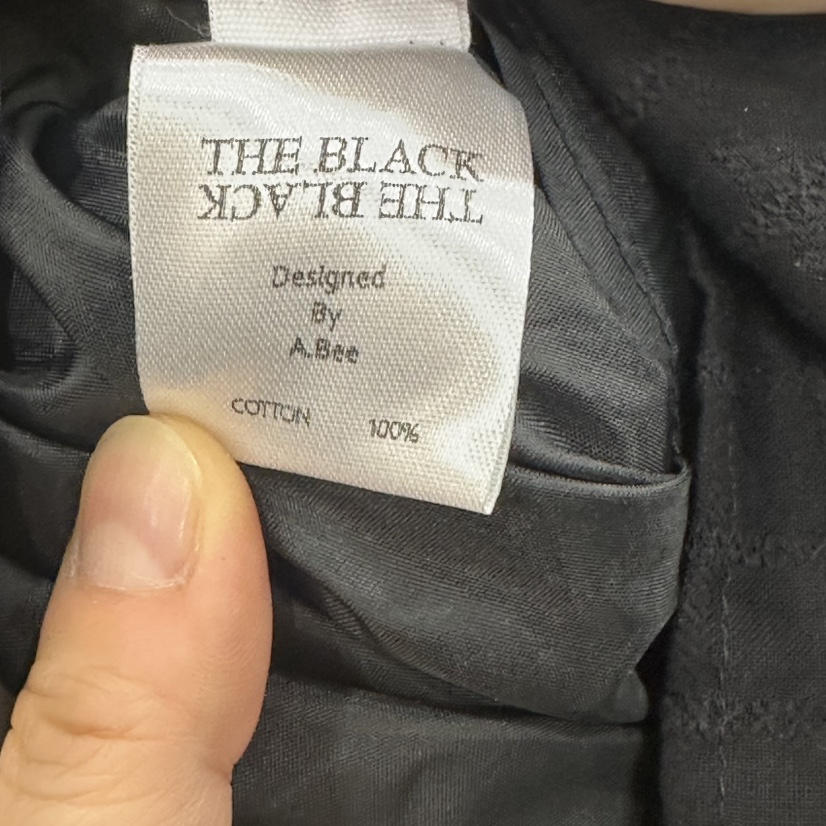 THE BLACK
THE BLACK
Designed
By
A.Bee
COTTON 100%